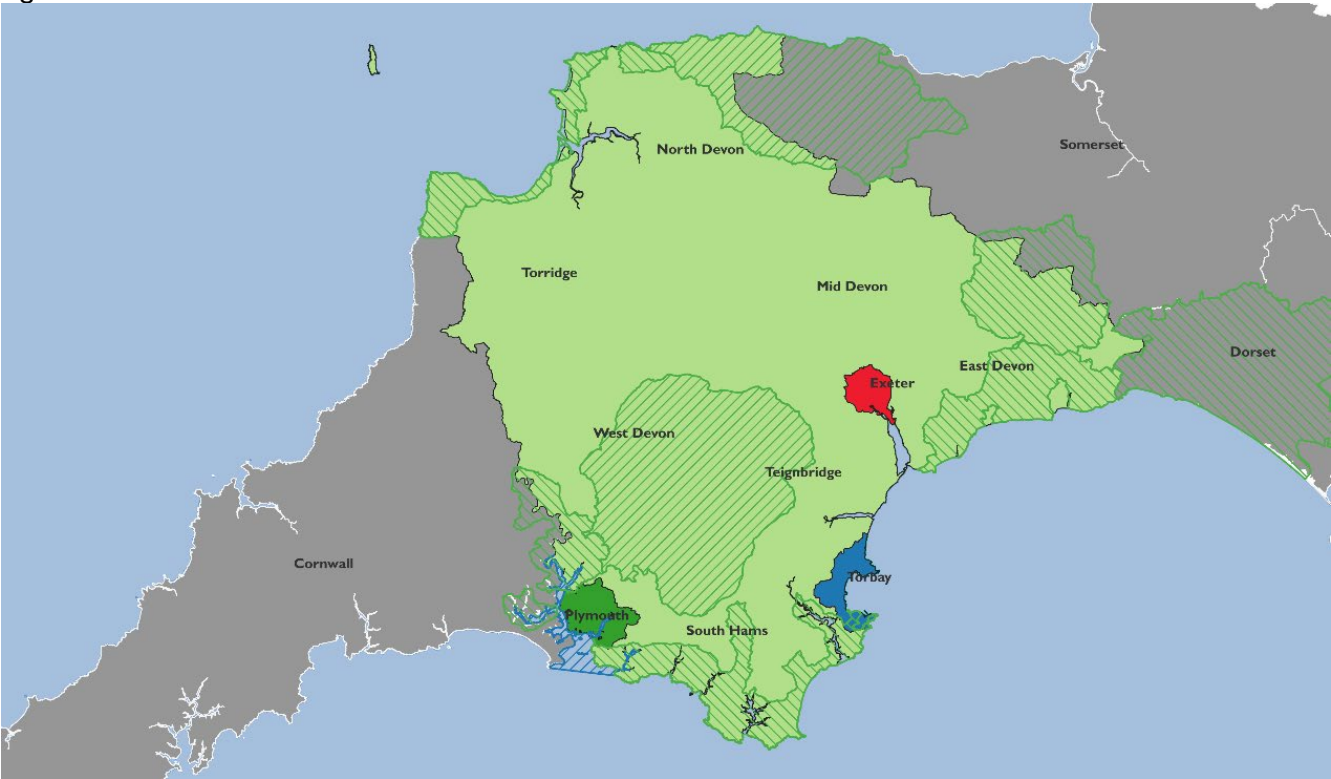 North Devon
Somerset
Torridge
Mid Devon
Dorset
East Devon
Exeter
West Devon
Teignbridge
Cornwall
Torbay
Plymouth
South Hams